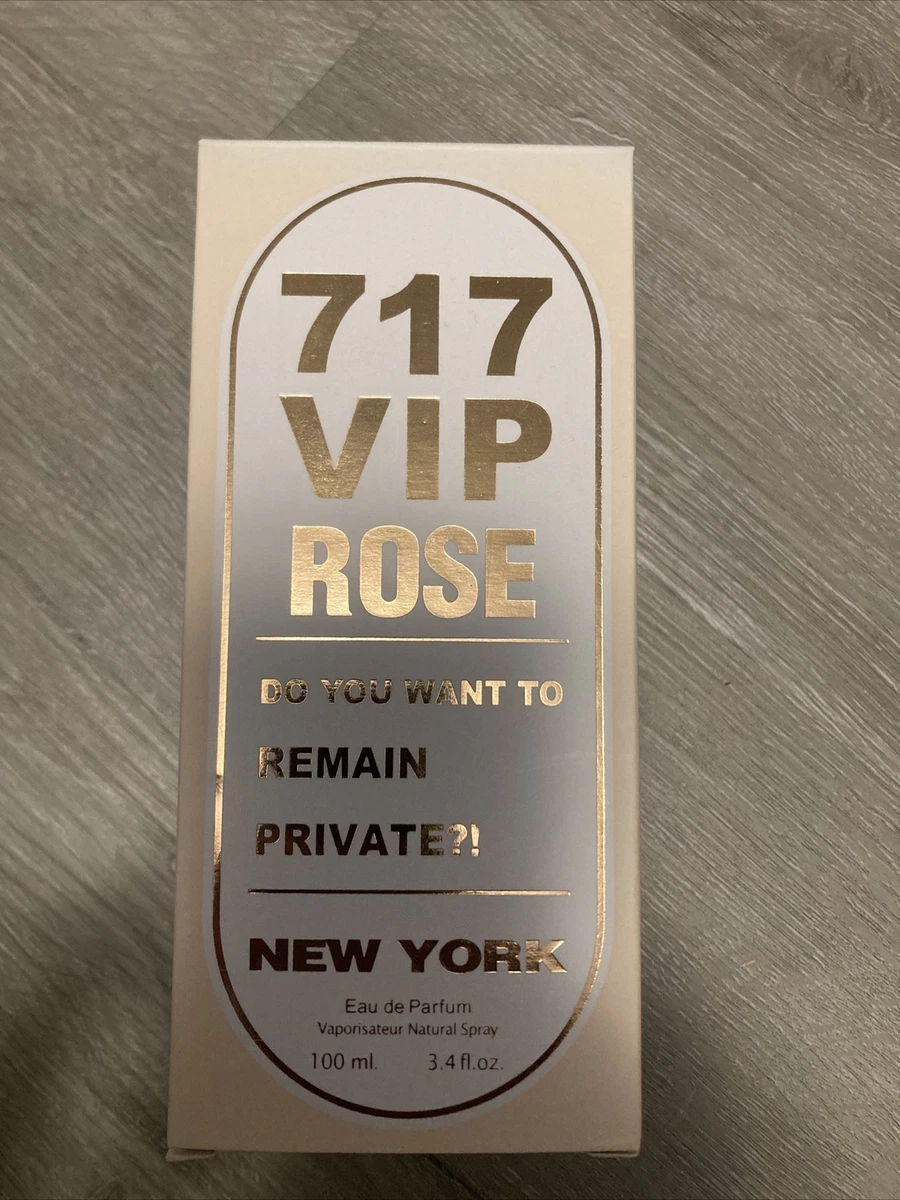 717
VIP
ROSE
DO YOU WANT TO
REMAIN
PRIVATE?!
NEW YORK
Eau de Parfum
Vaporisateur Natural Spray
100 ml. 3.4 fl.oz.